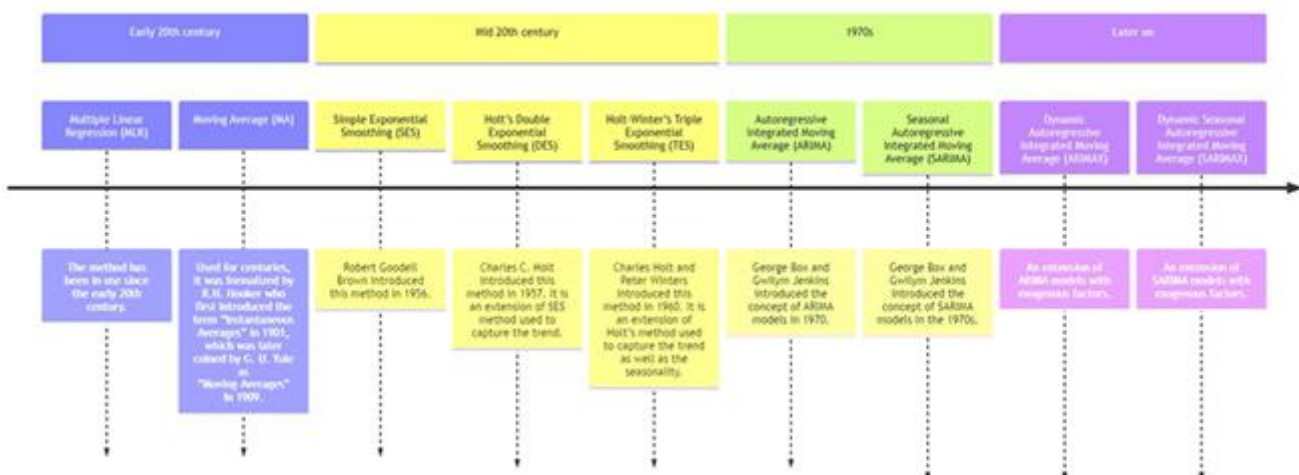 Early 20th century
Mid 20th century
1970s
Later on
Multiple Linear
Regression (MLR)
Moving Average (MA)
Simple Exponential
Smoothing (SES)
Holt's Double
Exponential
Smoothing (DES)
Holt-Winter's Triple
Exponential
Smoothing (TES)
Autoregressive
Integrated Moving
Average (ARIMA)
Seasonal
Autoregressive
Integrated Moving
Average (SARIMA)
Dynamic
Autoregressive
Integrated Moving
Average (ARIMAX)
Dynamic Seasonal
Autoregressive
Integrated Moving
Average (SARIMAX)
The method has
been in use since
the early 20th
century.
Used for centuries,
it was formalized by
R.H. Hooker who
first introduced the
term "Instantaneous
Averages" in 1901,
which was later
coined by G. U. Yule
as
"Moving Averages"
in 1909.
Robert Goodell
Brown introduced
this method in 1956.
Charles C. Holt
introduced this
method in 1957. It is
an extension of SES
method used to
capture the trend.
Charles Holt and
Peter Winters
introduced this
method in 1960. It is
an extension of
Holt's method used
to capture the trend
as well as the
seasonality.
George Box and
Gwilym Jenkins
introduced the
concept of ARIMA
models in 1970.
George Box and
Gwilym Jenkins
introduced the
concept of SARIMA
models in the 1970s.
An extension of
ARIMA models with
exogenous factors.
An extension of
SARIMA models with
exogenous factors.